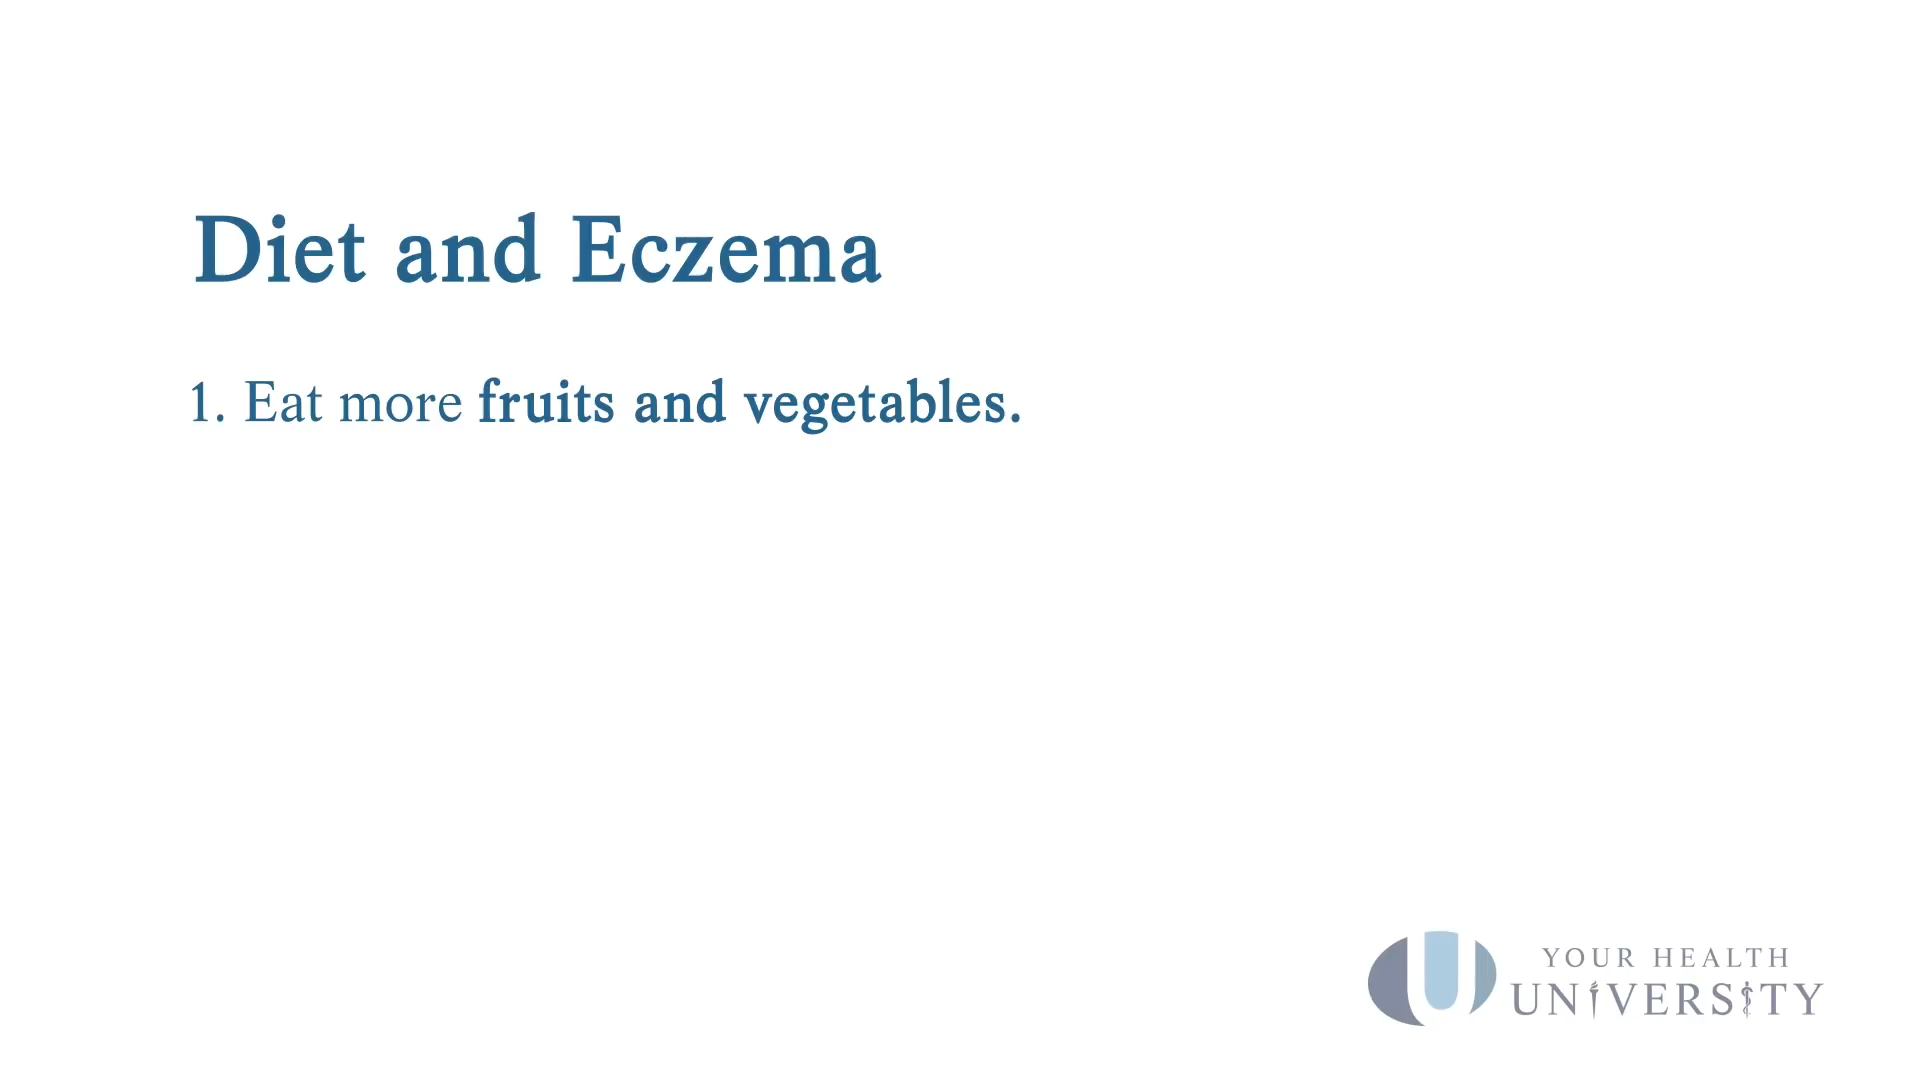 Diet and Eczema
1. Eat more fruits and vegetables.
YOUR HEALTH
UNIVERSITY